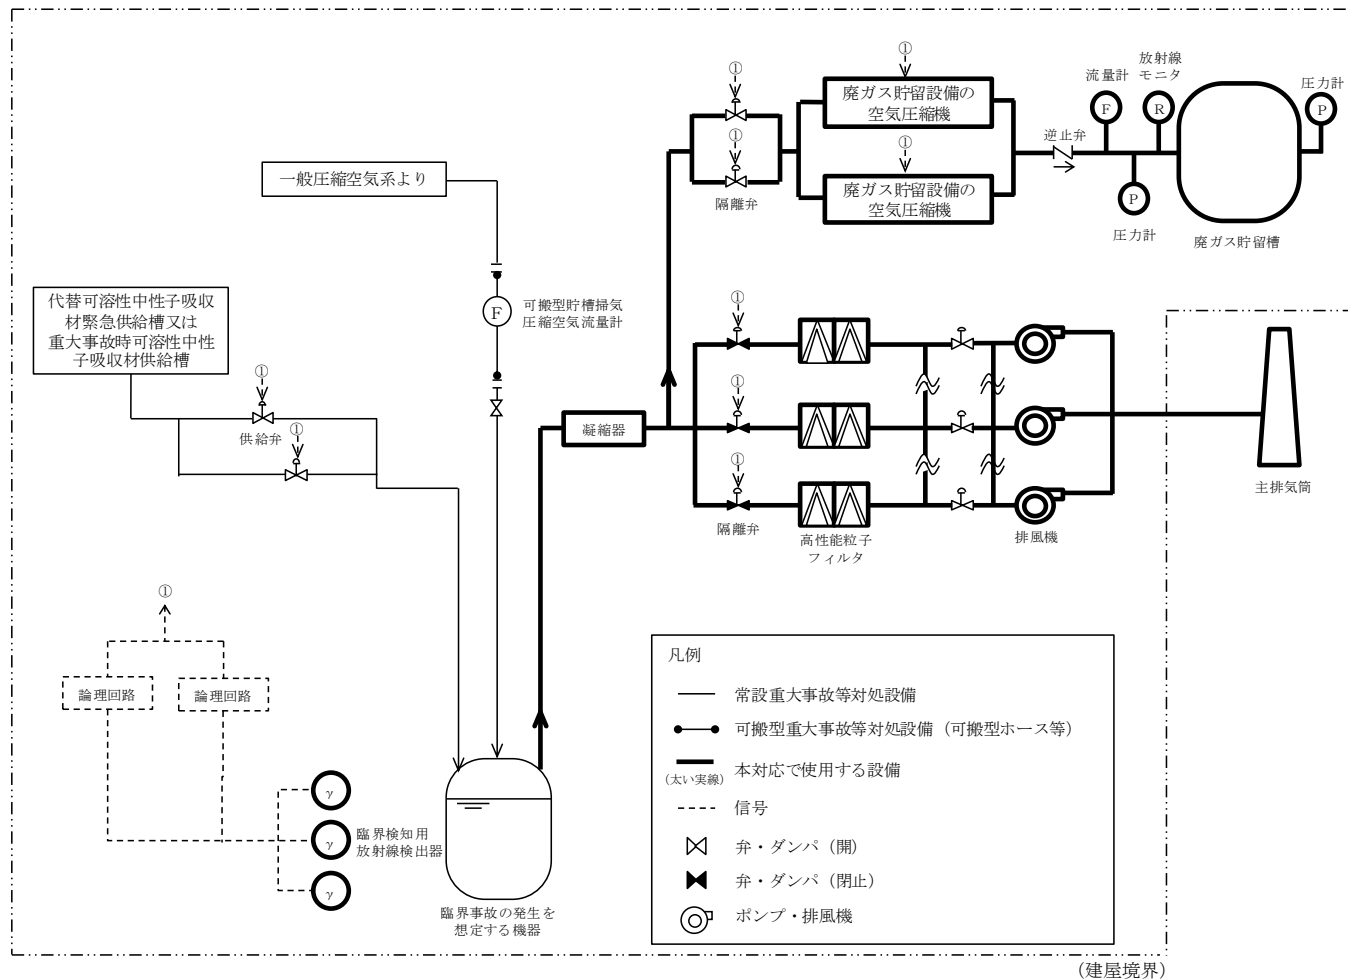 ①
①
廃ガス貯留設備の
空気圧縮機
①
①
廃ガス貯留設備の
空気圧縮機
隔離弁
逆止弁
流量計
F
放射線
モニタ
R
P
圧力計
廃ガス貯留槽
圧力計
P
一般圧縮空気系より
F
可搬型貯槽掃気
圧縮空気流量計
代替可溶性中性子吸収
材緊急供給槽又は
重大事故時可溶性中性
子吸収材供給槽
①
供給弁
①
凝縮器
①
①
①
隔離弁
高性能粒子
フィルタ
排風機
主排気筒
①
論理回路
論理回路
γ
γ
γ
臨界検知用
放射線検出器
臨界事故の発生を
想定する機器
凡例
常設重大事故等対処設備
可搬型重大事故等対処設備（可搬型ホース等）
(太い実線)
本対応で使用する設備
信号
弁・ダンパ（開）
弁・ダンパ（閉止）
ポンプ・排風機
（建屋境界）